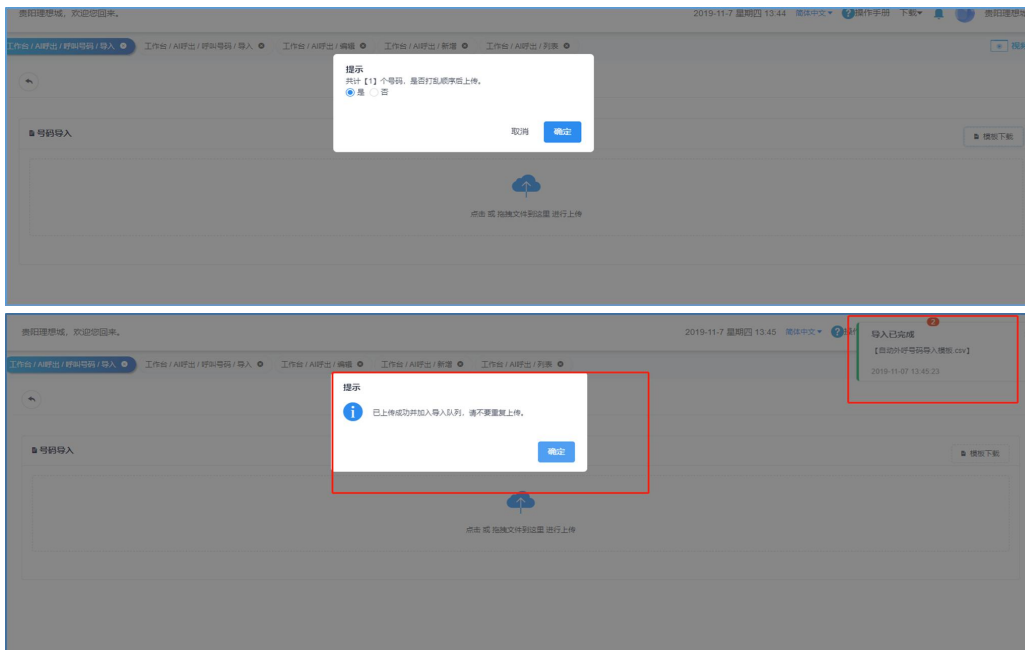 贵阳理想城，欢迎您回来。
2019-11-7 星期四 13:44 简体中文 操作手册 下载 贵阳理想城
工作台 / AI呼出 / 呼叫号码 / 导入 工作台 / AI呼出 / 呼叫号码 / 导入 工作台 / AI呼出 / 编辑 工作台 / AI呼出 / 新增 工作台 / AI呼出 / 列表
提示
共计【1】个号码，是否打乱顺序后上传。
是 否
取消 确定
号码导入
模板下载
点击 或 拖拽文件到这里 进行上传
贵阳理想城，欢迎您回来。
2019-11-7 星期四 13:45 简体中文
2
导入已完成
【自动外呼号码导入模板.csv】
2019-11-07 13:45:23
工作台 / AI呼出 / 呼叫号码 / 导入 工作台 / AI呼出 / 呼叫号码 / 导入 工作台 / AI呼出 / 编辑 工作台 / AI呼出 / 新增 工作台 / AI呼出 / 列表
提示
已上传成功并加入导入队列，请不要重复上传。
确定
号码导入
模板下载
点击 或 拖拽文件到这里 进行上传